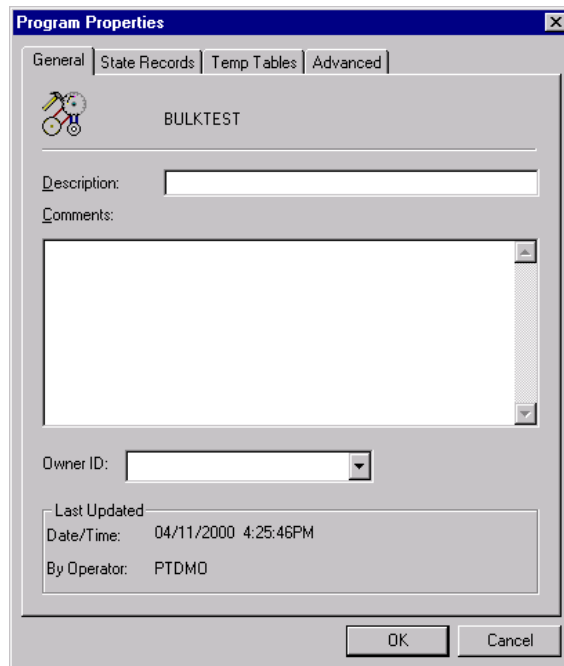 Program Properties
General State Records Temp Tables Advanced
BULKTEST
Description:
Comments:
Owner ID:
Last Updated
Date/Time: 04/11/2000 4:25:46PM
By Operator: PTDMO
OK Cancel